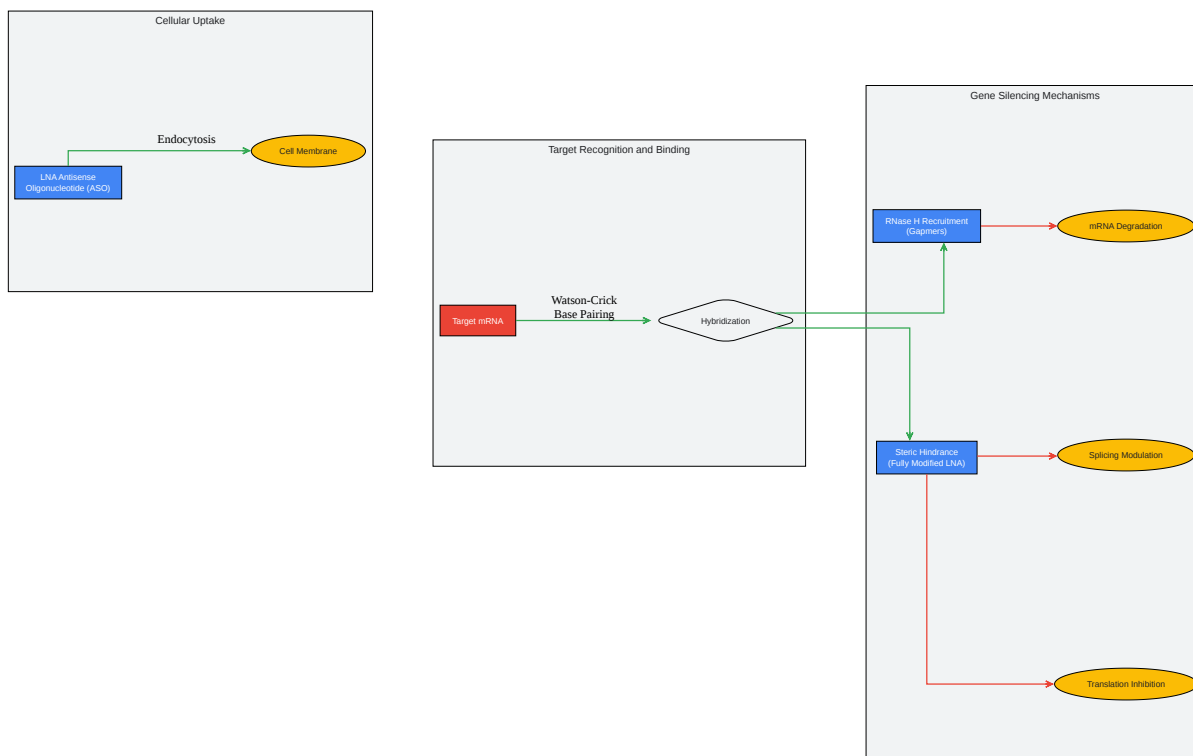 Cellular Uptake
Endocytosis
Cell Membrane
LNA Antisense
Oligonucleotide (ASO)
Target Recognition and Binding
Target mRNA
Watson-Crick
Base Pairing
Hybridization
Gene Silencing Mechanisms
RNase H Recruitment
(Gapmers)
mRNA Degradation
Steric Hindrance
(Fully Modified LNA)
Splicing Modulation
Translation Inhibition